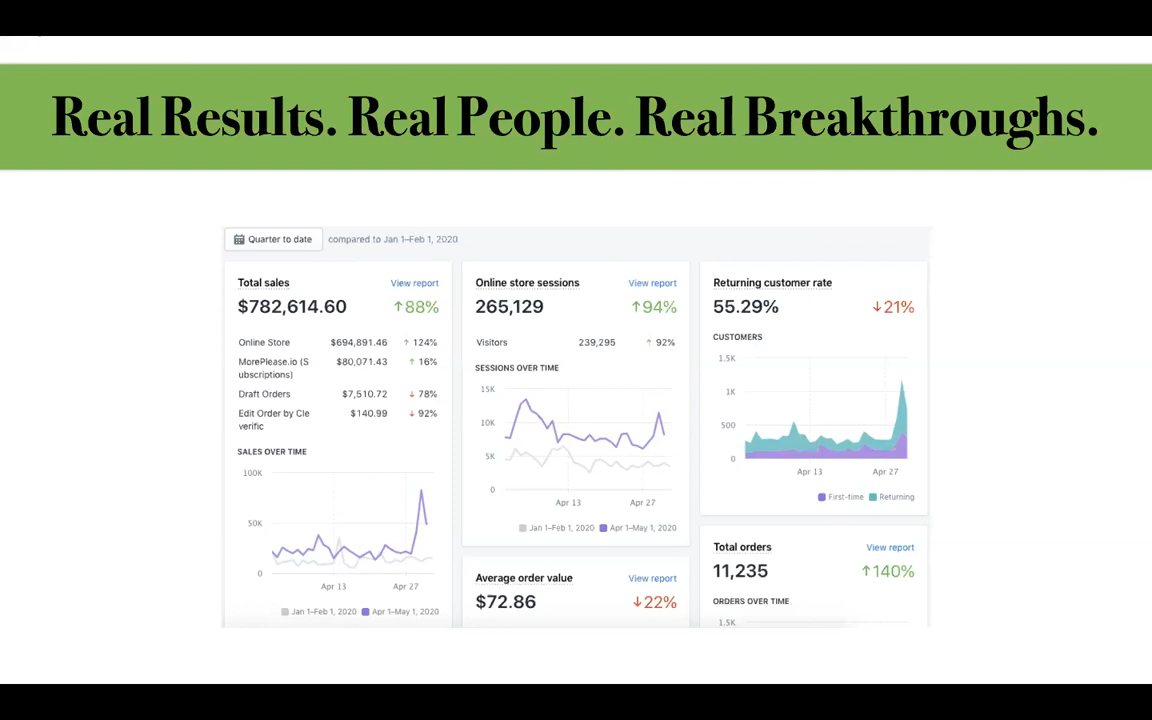 Real Results. Real People. Real Breakthroughs.
Quarter to date compared to Jan 1–Feb 1, 2020
Total sales View report
$782,614.60 ↑88%
Online Store $694,891.46 ↑ 124%
MorePlease.io (S $80,071.43 ↑ 16%
ubscriptions)
Draft Orders $7,510.72 ↓ 78%
Edit Order by Cle $140.99 ↓ 92%
verific
SALES OVER TIME
100K
50K
0
Apr 13 Apr 27
Jan 1–Feb 1, 2020 Apr 1–May 1, 2020
Online store sessions View report
265,129 ↑94%
Visitors 239,295 ↑ 92%
SESSIONS OVER TIME
15K
10K
5K
0
Apr 13 Apr 27
Jan 1–Feb 1, 2020 Apr 1–May 1, 2020
Average order value View report
$72.86 ↓22%
Returning customer rate
55.29% ↓21%
CUSTOMERS
1.5K
1K
500
0
Apr 13 Apr 27
First-time Returning
Total orders View report
11,235 ↑140%
ORDERS OVER TIME
1.5K